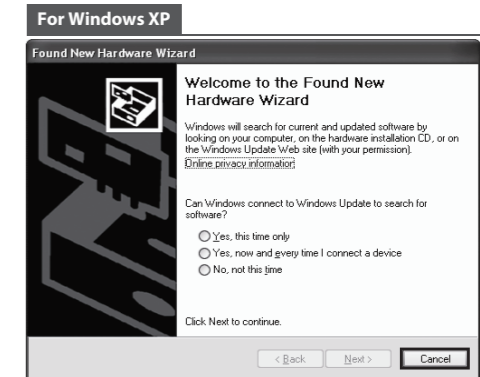 For Windows XP
Found New Hardware Wizard
Welcome to the Found New
Hardware Wizard
Windows will search for current and updated software by
looking on your computer, on the hardware installation CD, or on
the Windows Update Web site (with your permission).
Online privacy information
Can Windows connect to Windows Update to search for
software?
Yes, this time only
Yes, now and every time I connect a device
No, not this time
Click Next to continue.
< Back Next > Cancel